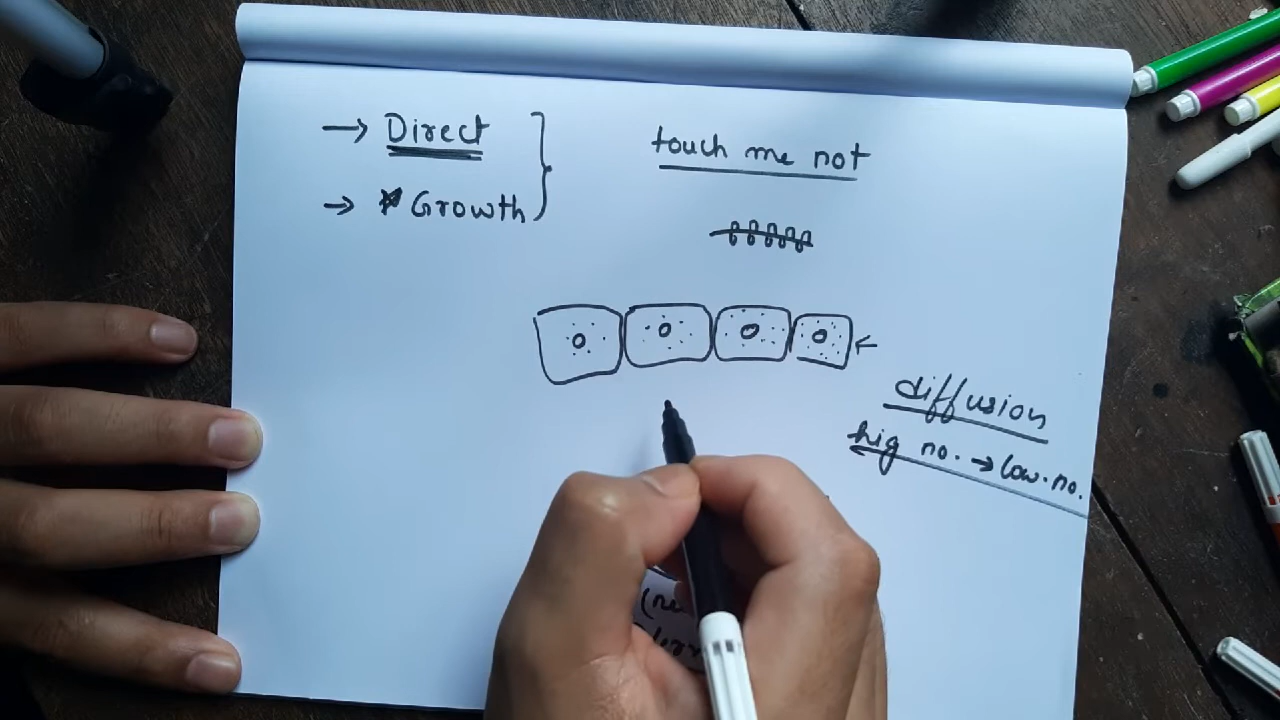 → Direct
→ Growth
touch me not
diffusion
hig no. → low. no.